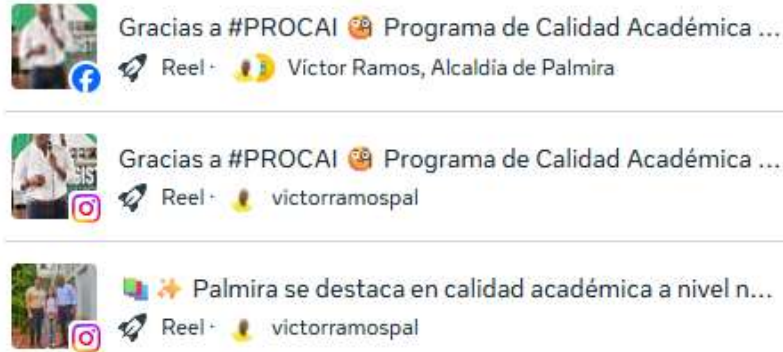 Gracias a #PROCAI 🧐 Programa de Calidad Académica ...
Reel · Víctor Ramos, Alcaldía de Palmira
Gracias a #PROCAI 🧐 Programa de Calidad Académica ...
Reel · victorramospal
📚✨ Palmira se destaca en calidad académica a nivel n...
Reel · victorramospal